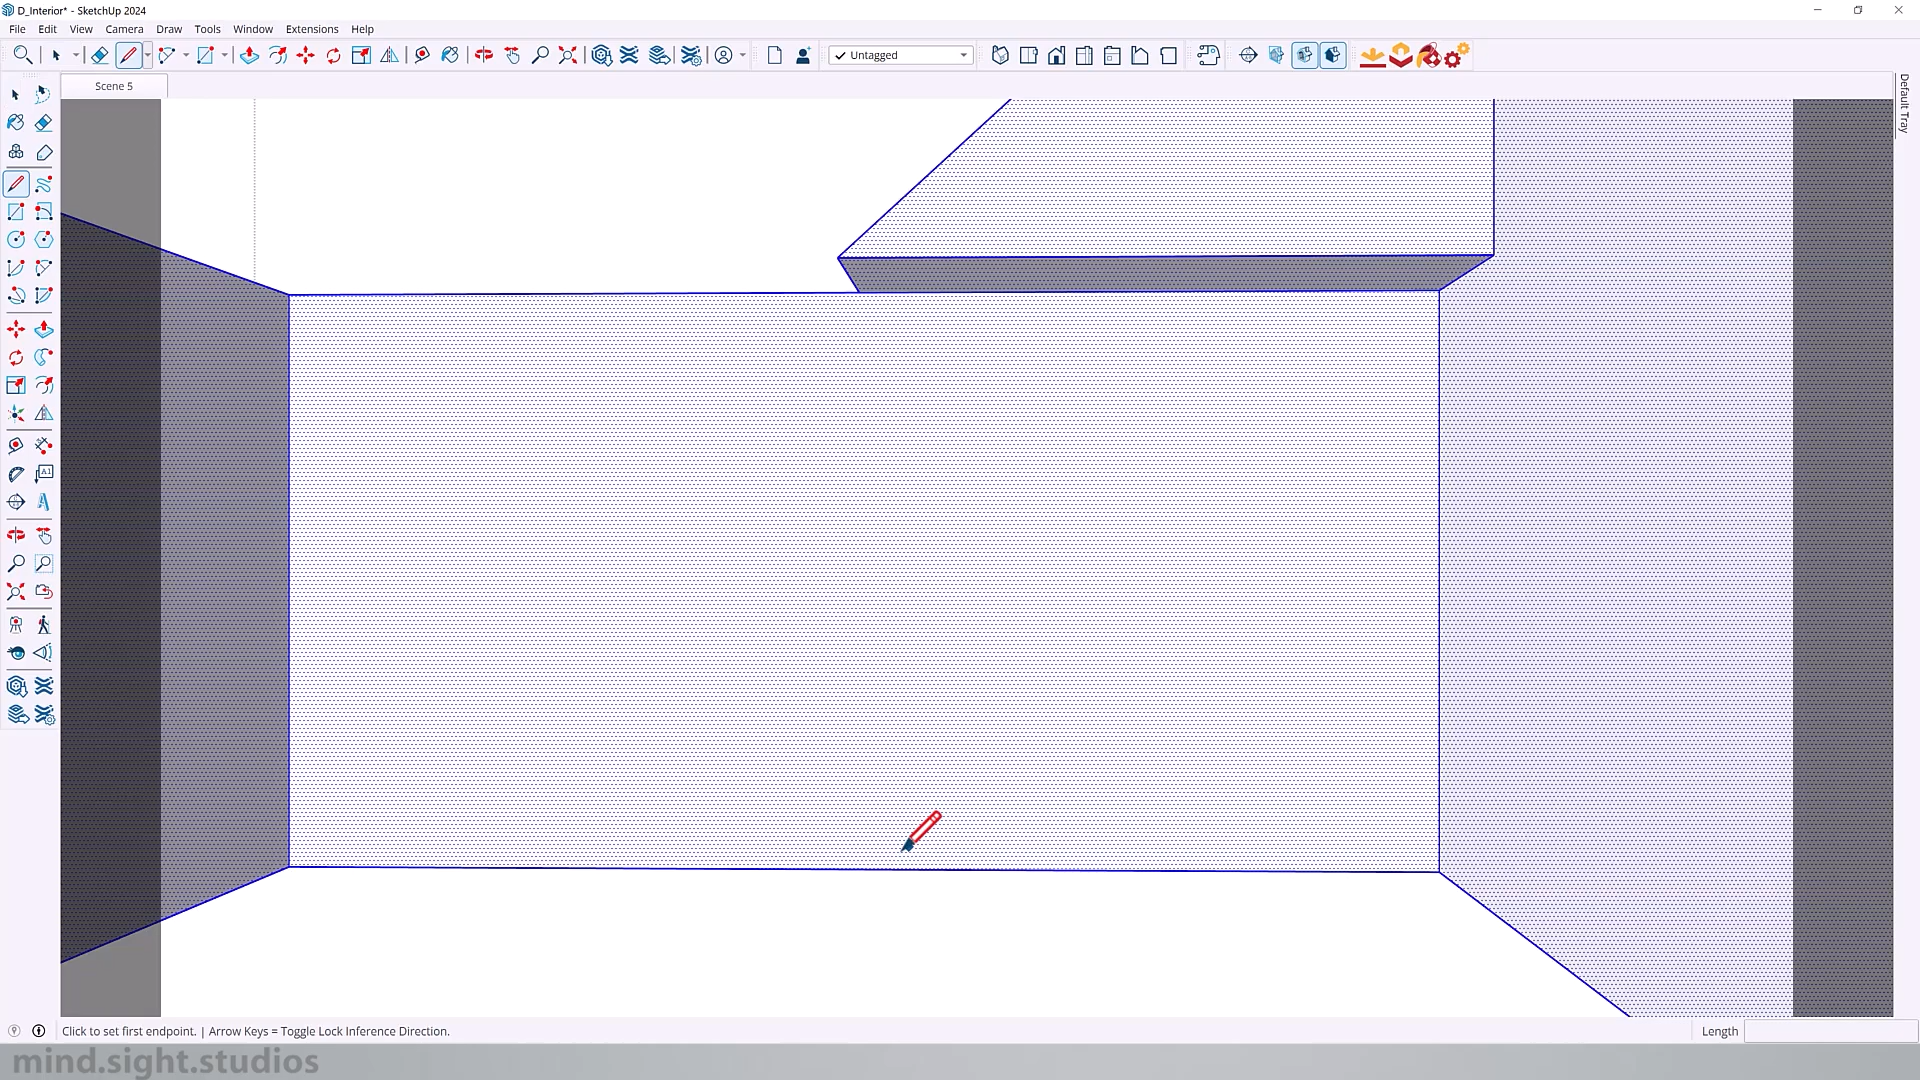 D_Interior* - SketchUp 2024
File Edit View Camera Draw Tools Window Extensions Help
✓ Untagged
Scene 5
Default Tray
A1
Click to set first endpoint. | Arrow Keys = Toggle Lock Inference Direction.
Length
mind.sight.studios